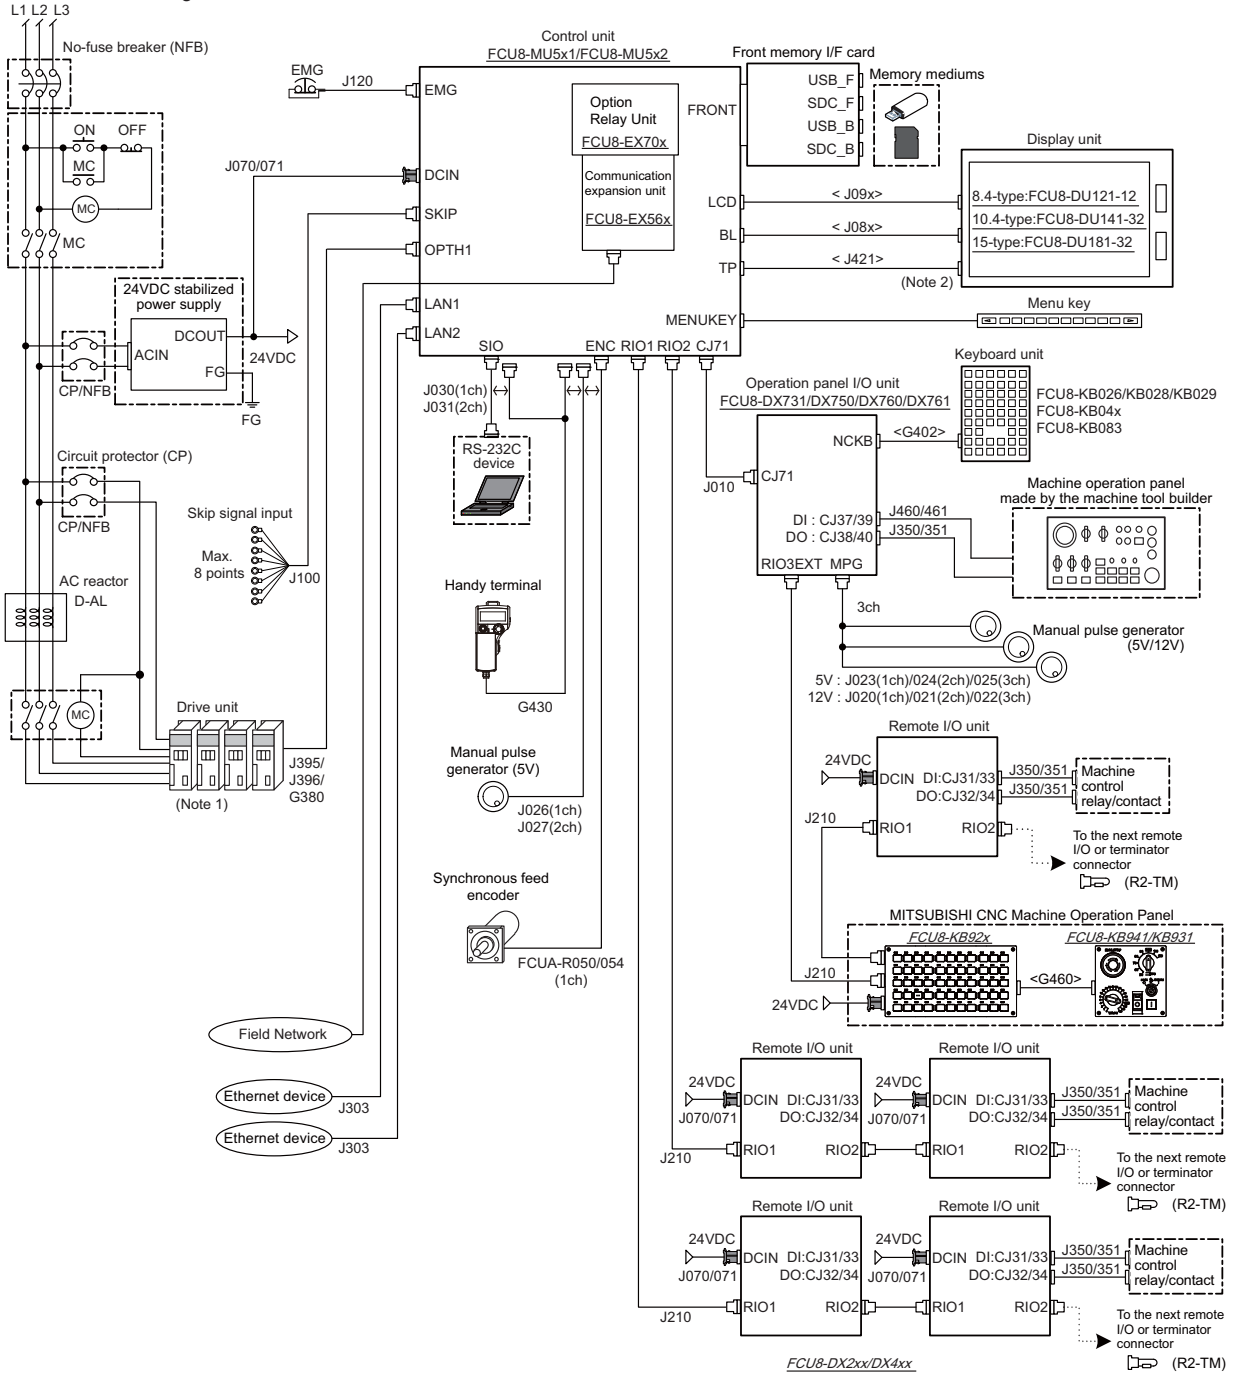 L1 L2 L3
No-fuse breaker (NFB)
ON OFF
MC
MC
MC
EMG
J120
J070/071
24VDC stabilized
power supply
DCOUT
ACIN
FG
24VDC
FG
CP/NFB
Circuit protector (CP)
CP/NFB
Skip signal input
Max.
8 points
J100
AC reactor
D-AL
MC
Drive unit
(Note 1)
J395/
J396/
G380
Control unit
FCU8-MU5x1/FCU8-MU5x2
EMG
DCIN
SKIP
OPTH1
LAN1
LAN2
Option
Relay Unit
FCU8-EX70x
Communication
expansion unit
FCU8-EX56x
FRONT
LCD
BL
TP
MENUKEY
SIO
ENC RIO1 RIO2 CJ71
Front memory I/F card
USB_F
SDC_F
USB_B
SDC_B
Memory mediums
Display unit
8.4-type:FCU8-DU121-12
10.4-type:FCU8-DU141-32
15-type:FCU8-DU181-32
< J09x>
< J08x>
< J421>
(Note 2)
Menu key
J030(1ch)
J031(2ch)
RS-232C
device
Handy terminal
G430
Manual pulse
generator (5V)
J026(1ch)
J027(2ch)
Synchronous feed
encoder
FCUA-R050/054
(1ch)
Field Network
Ethernet device
J303
Ethernet device
J303
Operation panel I/O unit
FCU8-DX731/DX750/DX760/DX761
NCKB
CJ71
J010
DI : CJ37/39
DO : CJ38/40
RIO3EXT MPG
<G402>
Keyboard unit
FCU8-KB026/KB028/KB029
FCU8-KB04x
FCU8-KB083
J460/461
J350/351
Machine operation panel
made by the machine tool builder
3ch
Manual pulse generator
(5V/12V)
5V : J023(1ch)/024(2ch)/025(3ch)
12V : J020(1ch)/021(2ch)/022(3ch)
Remote I/O unit
24VDC
DCIN DI:CJ31/33
DO:CJ32/34
RIO1 RIO2
J210
J350/351
J350/351
Machine
control
relay/contact
To the next remote
I/O or terminator
connector
(R2-TM)
MITSUBISHI CNC Machine Operation Panel
FCU8-KB92x
FCU8-KB941/KB931
J210
24VDC
<G460>
Remote I/O unit
Remote I/O unit
24VDC
J070/071
DCIN DI:CJ31/33
DO:CJ32/34
RIO1 RIO2
J210
24VDC
J070/071
DCIN DI:CJ31/33
DO:CJ32/34
RIO1 RIO2
J350/351
J350/351
Machine
control
relay/contact
To the next remote
I/O or terminator
connector
(R2-TM)
Remote I/O unit
Remote I/O unit
24VDC
J070/071
DCIN DI:CJ31/33
DO:CJ32/34
RIO1 RIO2
J210
24VDC
J070/071
DCIN DI:CJ31/33
DO:CJ32/34
RIO1 RIO2
J350/351
J350/351
Machine
control
relay/contact
To the next remote
I/O or terminator
connector
(R2-TM)
FCU8-DX2xx/DX4xx